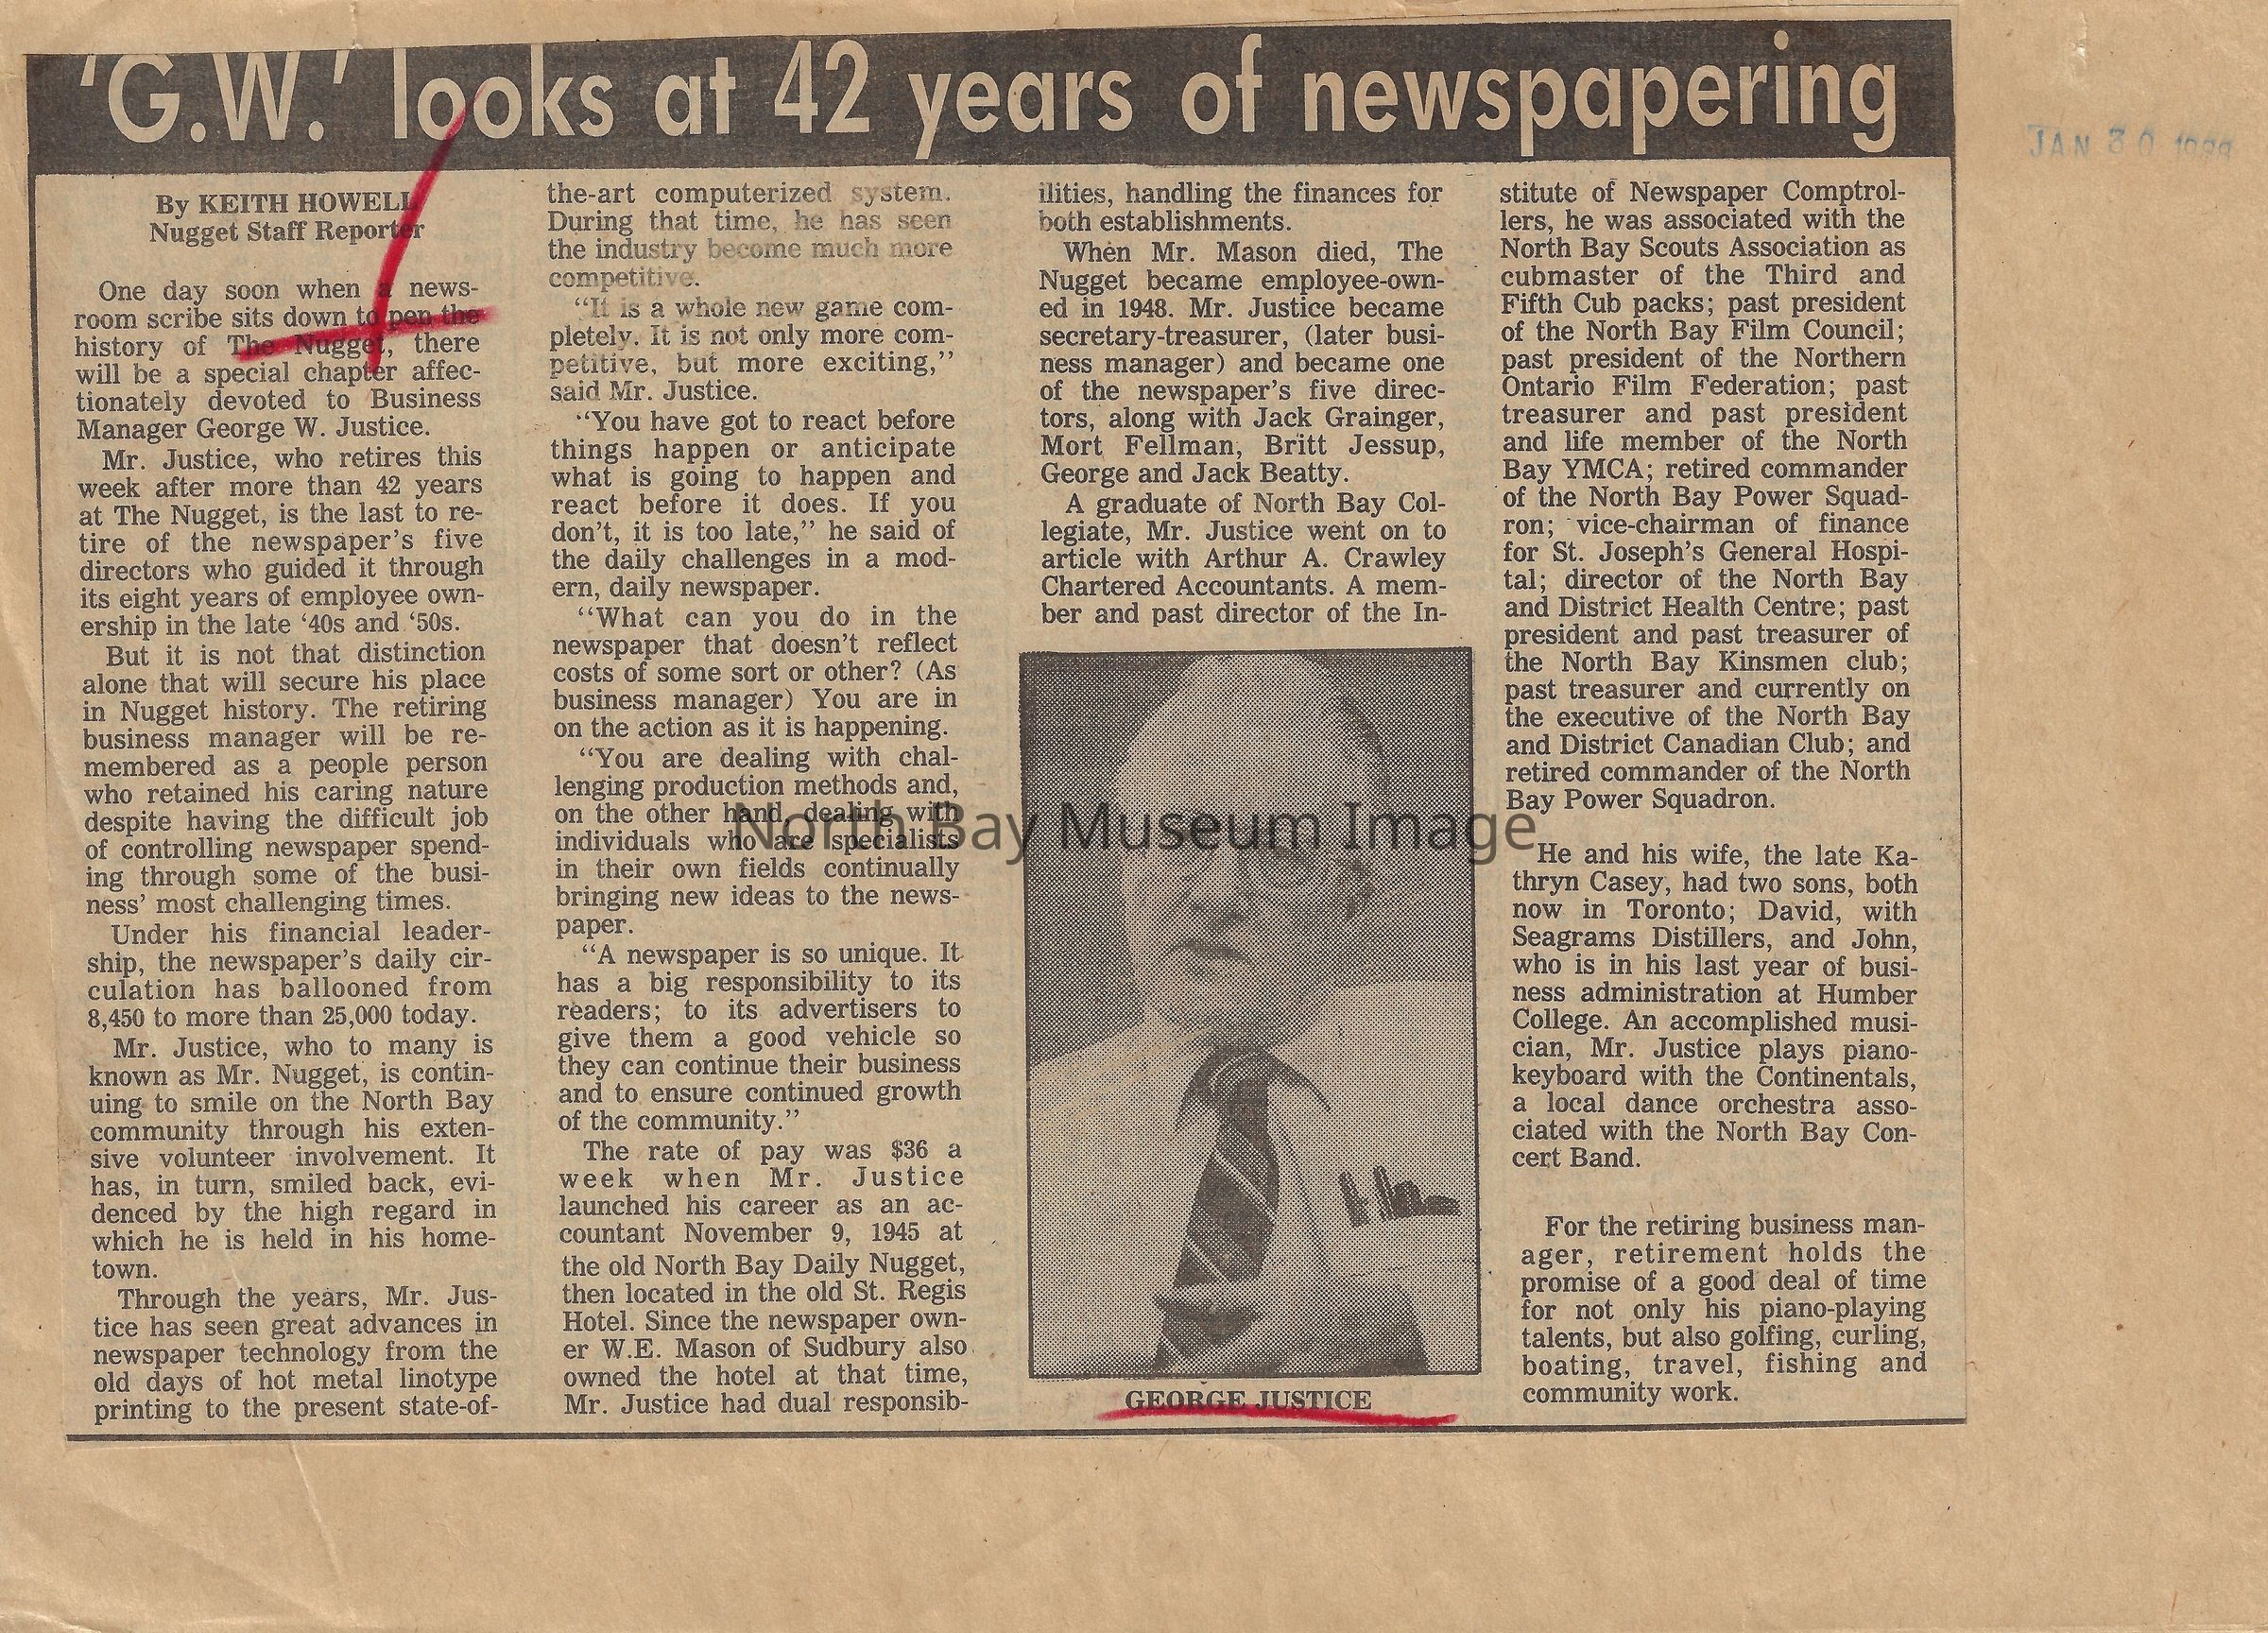 'G.W.' looks at 42 years of newspapering
JAN 30 1988
By KEITH HOWELL
Nugget Staff Reporter
One day soon when a news-
room scribe sits down to pen the
history of The Nugget, there
will be a special chapter affec-
tionately devoted to Business
Manager George W. Justice.
Mr. Justice, who retires this
week after more than 42 years
at The Nugget, is the last to re-
tire of the newspaper's five
directors who guided it through
its eight years of employee own-
ership in the late '40s and '50s.
But it is not that distinction
alone that will secure his place
in Nugget history. The retiring
business manager will be re-
membered as a people person
who retained his caring nature
despite having the difficult job
of controlling newspaper spend-
ing through some of the busi-
ness' most challenging times.
Under his financial leader-
ship, the newspaper's daily cir-
culation has ballooned from
8,450 to more than 25,000 today.
Mr. Justice, who to many is
known as Mr. Nugget, is contin-
uing to smile on the North Bay
community through his exten-
sive volunteer involvement. It
has, in turn, smiled back, evi-
denced by the high regard in
which he is held in his home-
town.
Through the years, Mr. Jus-
tice has seen great advances in
newspaper technology from the
old days of hot metal linotype
printing to the present state-of-
the-art computerized system.
During that time, he has seen
the industry become much more
competitive.
"It is a whole new game com-
pletely. It is not only more com-
petitive, but more exciting,"
said Mr. Justice.
"You have got to react before
things happen or anticipate
what is going to happen and
react before it does. If you
don't, it is too late," he said of
the daily challenges in a mod-
ern, daily newspaper.
"What can you do in the
newspaper that doesn't reflect
costs of some sort or other? (As
business manager) You are in
on the action as it is happening.
"You are dealing with chal-
lenging production methods and,
on the other hand, dealing with
individuals who are specialists
in their own fields continually
bringing new ideas to the news-
paper.
"A newspaper is so unique. It
has a big responsibility to its
readers; to its advertisers to
give them a good vehicle so
they can continue their business
and to ensure continued growth
of the community."
The rate of pay was $36 a
week when Mr. Justice
launched his career as an ac-
countant November 9, 1945 at
the old North Bay Daily Nugget,
then located in the old St. Regis
Hotel. Since the newspaper own-
er W.E. Mason of Sudbury also
owned the hotel at that time,
Mr. Justice had dual responsib-
ilities, handling the finances for
both establishments.
When Mr. Mason died, The
Nugget became employee-own-
ed in 1948. Mr. Justice became
secretary-treasurer, (later busi-
ness manager) and became one
of the newspaper's five direc-
tors, along with Jack Grainger,
Mort Fellman, Britt Jessup,
George and Jack Beatty.
A graduate of North Bay Col-
legiate, Mr. Justice went on to
article with Arthur A. Crawley
Chartered Accountants. A mem-
ber and past director of the In-
GEORGE JUSTICE
stitute of Newspaper Comptrol-
lers, he was associated with the
North Bay Scouts Association as
cubmaster of the Third and
Fifth Cub packs; past president
of the North Bay Film Council;
past president of the Northern
Ontario Film Federation; past
treasurer and past president
and life member of the North
Bay YMCA; retired commander
of the North Bay Power Squad-
ron; vice-chairman of finance
for St. Joseph's General Hospi-
tal; director of the North Bay
and District Health Centre; past
president and past treasurer of
the North Bay Kinsmen club;
past treasurer and currently on
the executive of the North Bay
and District Canadian Club; and
retired commander of the North
Bay Power Squadron.
He and his wife, the late Ka-
thryn Casey, had two sons, both
now in Toronto; David, with
Seagrams Distillers, and John,
who is in his last year of busi-
ness administration at Humber
College. An accomplished musi-
cian, Mr. Justice plays piano-
keyboard with the Continentals,
a local dance orchestra asso-
ciated with the North Bay Con-
cert Band.
For the retiring business man-
ager, retirement holds the
promise of a good deal of time
for not only his piano-playing
talents, but also golfing, curling,
boating, travel, fishing and
community work.
North Bay Museum Image